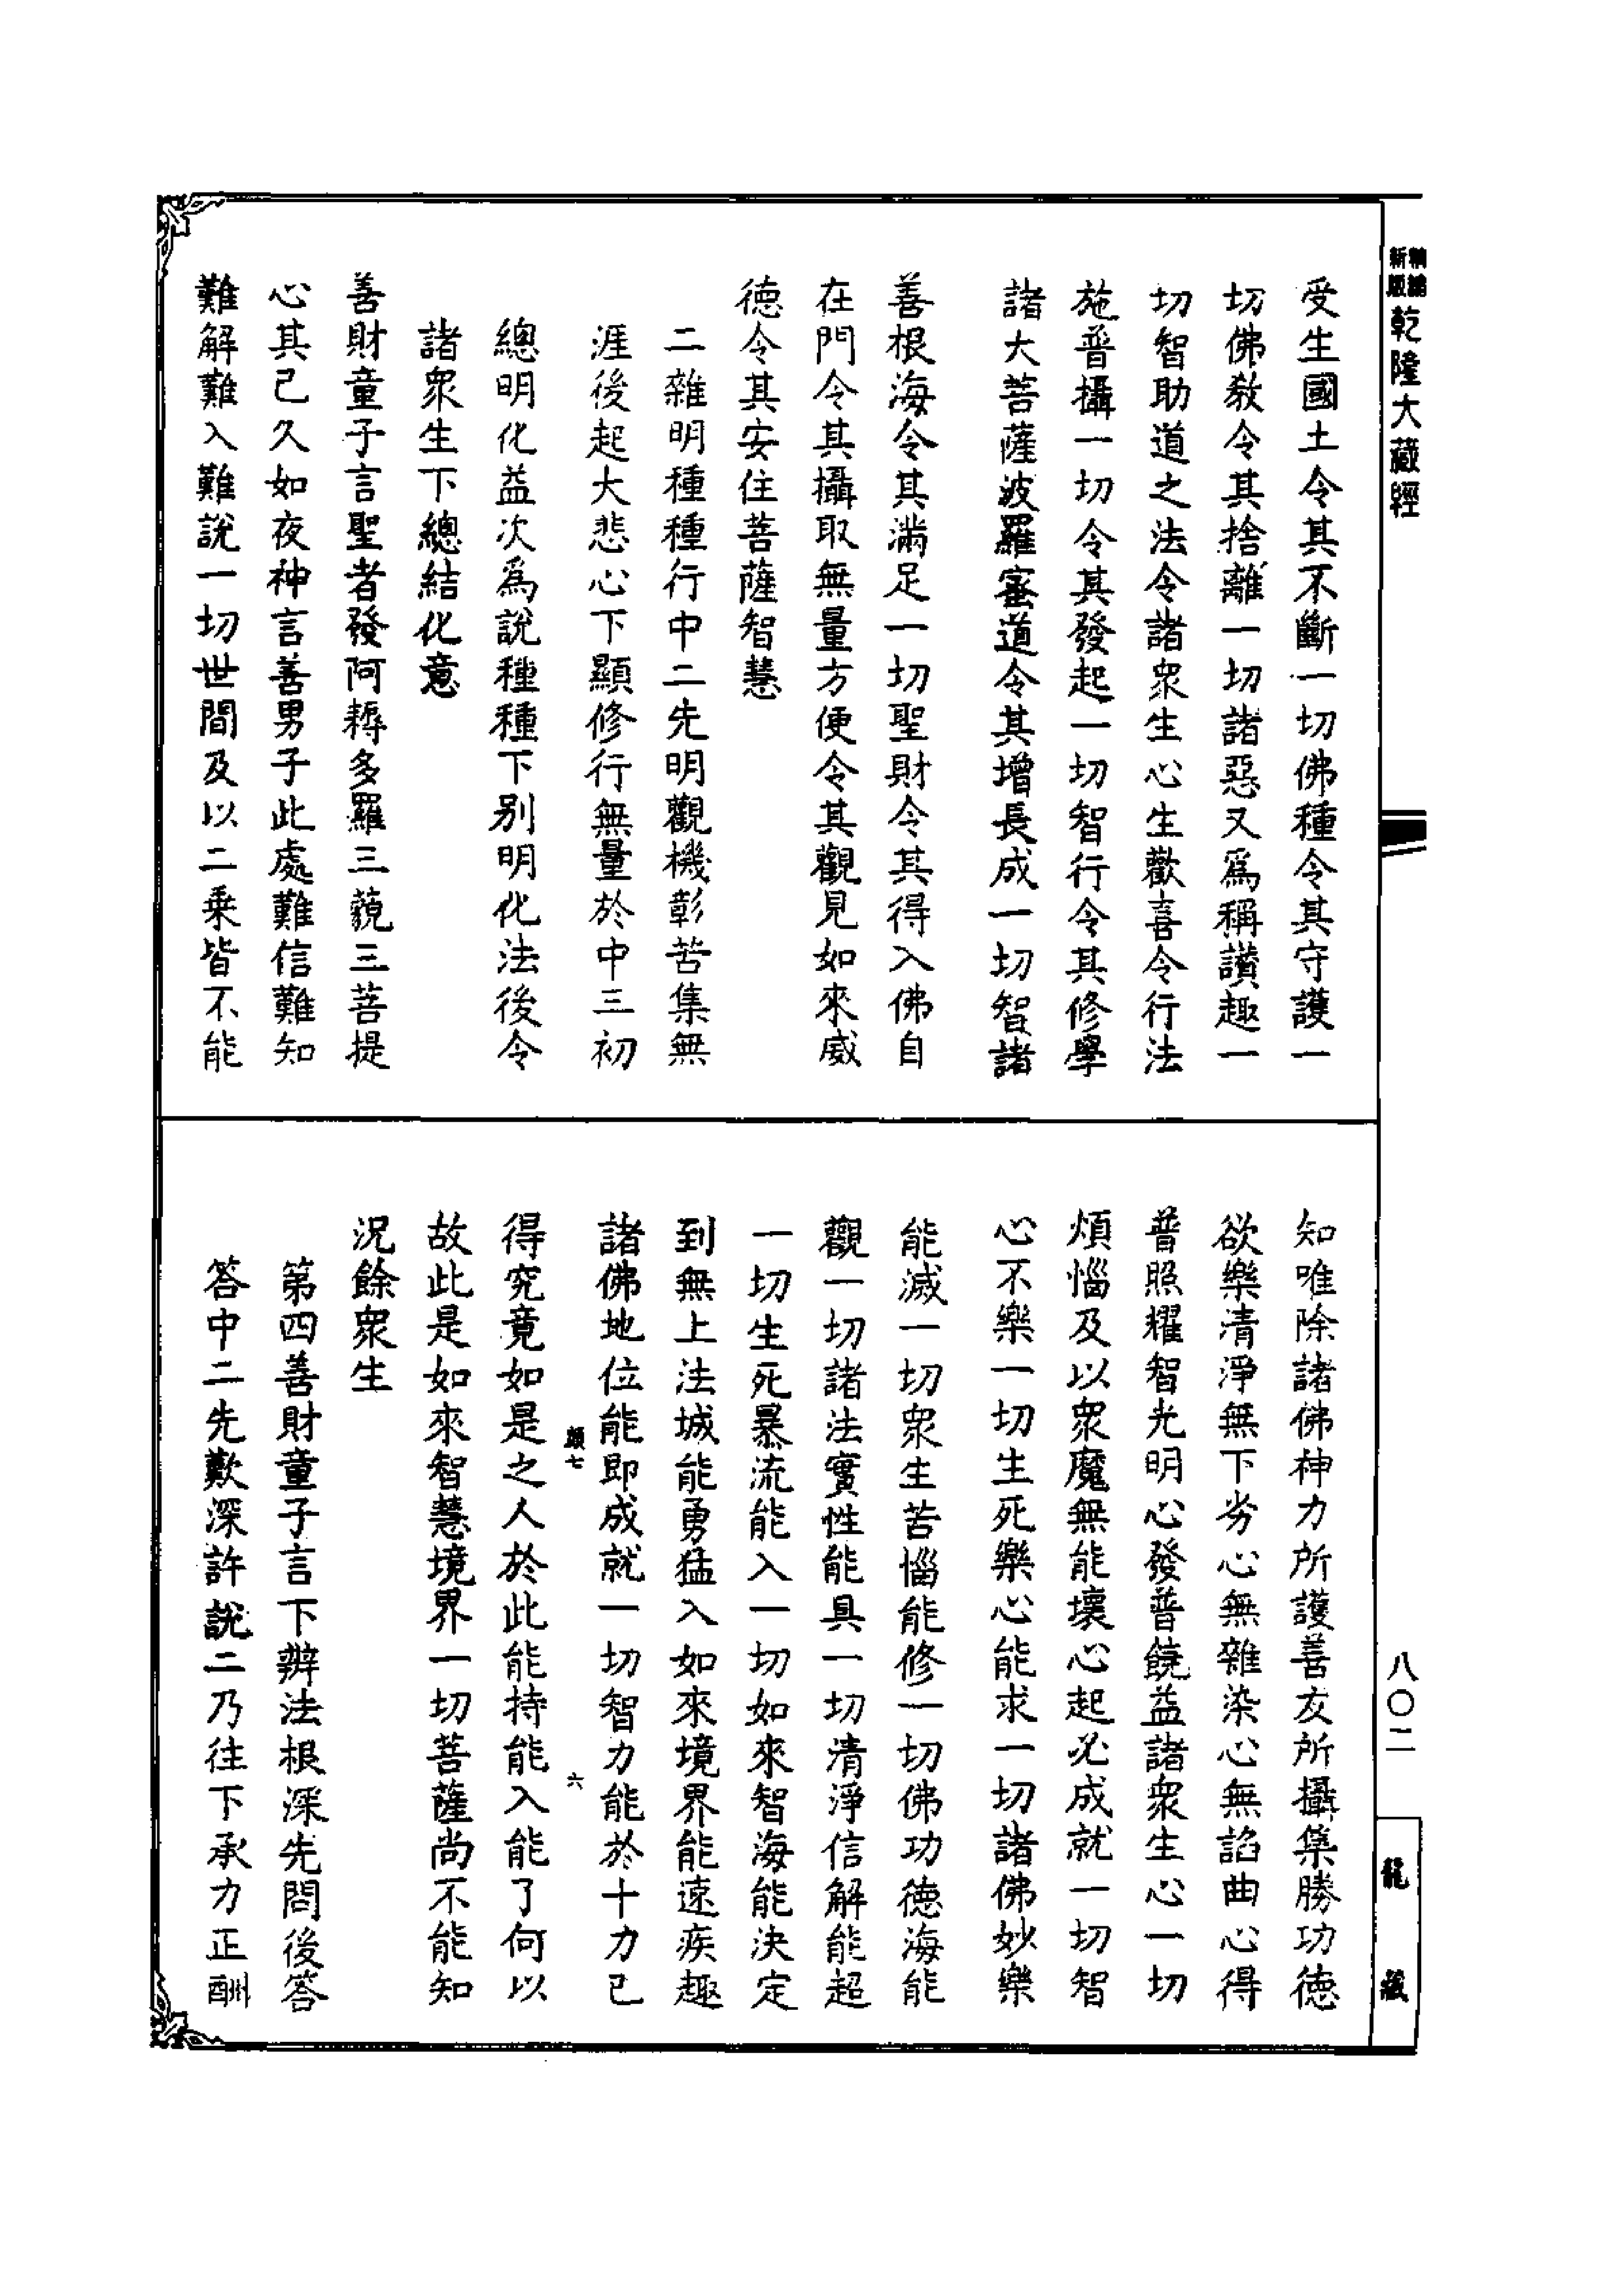 新版
精編
乾隆大藏經
受生國土令其不斷一切佛種令其守護一
切佛教令其捨離一切諸惡又爲稱讚趣一
切智助道之法令諸衆生心生歡喜令行法
施普攝一切令其發起一切智行令其修學
諸大菩薩波羅蜜道令其增長成一切智諸
善根海令其滿足一切聖財令其得入佛自
在門令其攝取無量方便令其觀見如來威
德令其安住菩薩智慧
二雜明種種行中二先明觀機彰苦集無
涯後起大悲心下顯修行無量於中三初
總明化益次爲說種種下别明化法後令
諸衆生下總結化意
善財童子言聖者發阿耨多羅三藐三菩提
心其已久如夜神言善男子此處難信難知
難解難入難說一切世間及以二乘皆不能
知唯除諸佛神力所護善友所攝集勝功德
欲樂清淨無下劣心無雜染心無諂曲心得
普照耀智光明心發普饒益諸衆生心一切
煩惱及以衆魔無能壞心起必成就一切智
心不樂一切生死樂心能求一切諸佛妙樂
能滅一切衆生苦惱能修一切佛功德海能
觀一切諸法實性能具一切清淨信解能超
一切生死暴流能入一切如來智海能決定
到無上法城能勇猛入如來境界能速疾趣
諸佛地位能即成就一切智力能於十力已
顛七
六
得究竟如是之人於此能持能入能了何以
故此是如來智慧境界一切菩薩尚不能知
況餘衆生
第四善財童子言下辨法根深先問後答
答中二先歎深許說二乃往下承力正酬
八〇二
龍
藏